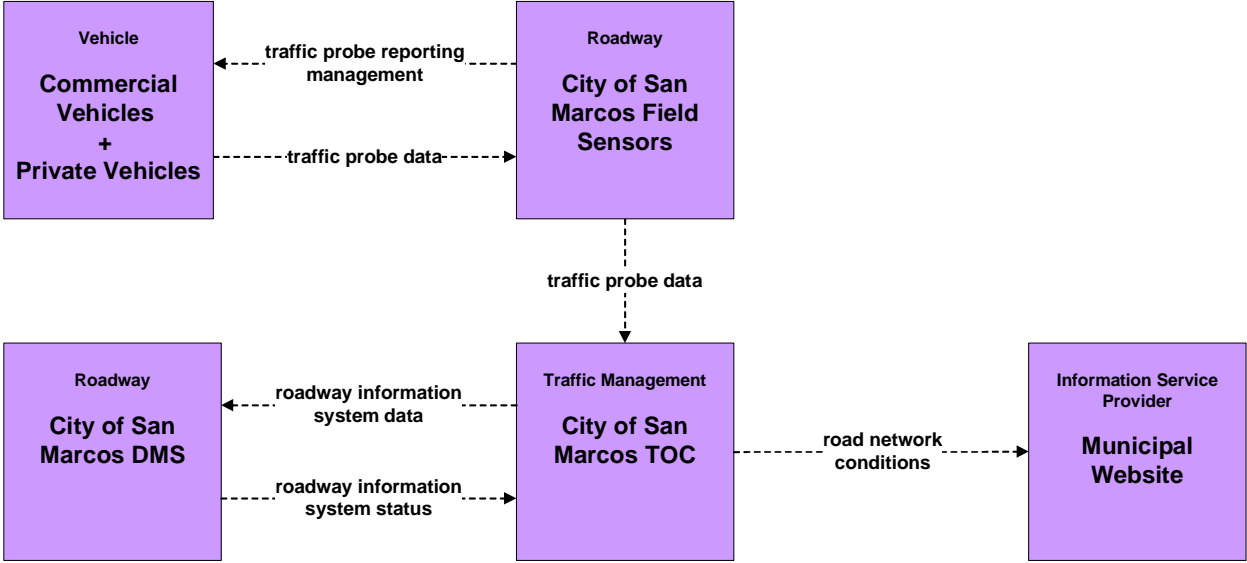 Vehicle
Commercial
Vehicles
+
Private Vehicles
traffic probe reporting
management
traffic probe data
Roadway
City of San
Marcos Field
Sensors
traffic probe data
Roadway
City of San
Marcos DMS
roadway information
system data
roadway information
system status
Traffic Management
City of San
Marcos TOC
road network
conditions
Information Service
Provider
Municipal
Website